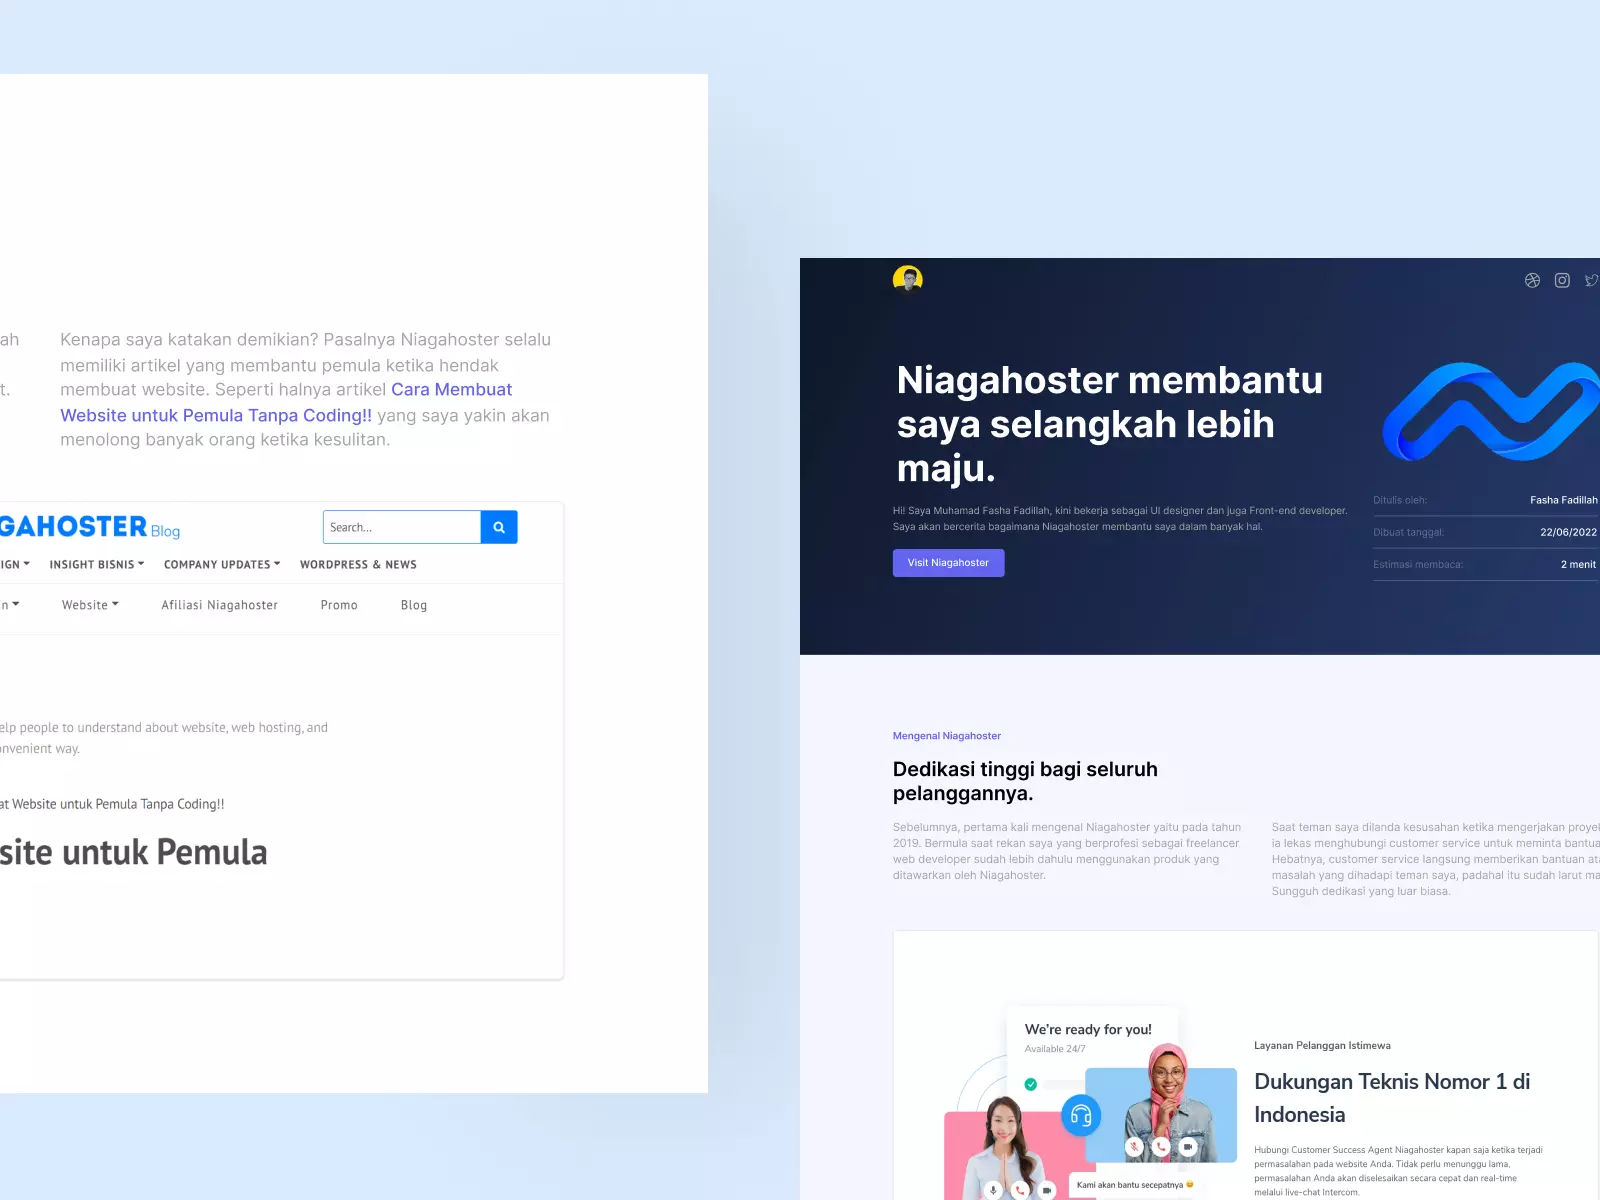 ah
t.
Kenapa saya katakan demikian? Pasalnya Niagahoster selalu
memiliki artikel yang membantu pemula ketika hendak
membuat website. Seperti halnya artikel Cara Membuat
Website untuk Pemula Tanpa Coding!! yang saya yakin akan
menolong banyak orang ketika kesulitan.
GAHOSTER Blog
Search...
IGN INSIGHT BISNIS COMPANY UPDATES WORDPRESS & NEWS
n Website Afiliasi Niagahoster Promo Blog
elp people to understand about website, web hosting, and
onvenient way.
at Website untuk Pemula Tanpa Coding!!
site untuk Pemula
Niagahoster membantu
saya selangkah lebih
maju.
Hi! Saya Muhamad Fasha Fadillah, kini bekerja sebagai UI designer dan juga Front-end developer.
Saya akan bercerita bagaimana Niagahoster membantu saya dalam banyak hal.
Visit Niagahoster
Ditulis oleh: Fasha Fadillah
Dibuat tanggal: 22/06/2022
Estimasi membaca: 2 menit
Mengenal Niagahoster
Dedikasi tinggi bagi seluruh
pelanggannya.
Sebelumnya, pertama kali mengenal Niagahoster yaitu pada tahun
2019. Bermula saat rekan saya yang berprofesi sebagai freelancer
web developer sudah lebih dahulu menggunakan produk yang
ditawarkan oleh Niagahoster.
Saat teman saya dilanda kesusahan ketika mengerjakan proyek
ia lekas menghubungi customer service untuk meminta bantua
Hebatnya, customer service langsung memberikan bantuan ata
masalah yang dihadapi teman saya, padahal itu sudah larut ma
Sungguh dedikasi yang luar biasa.
We're ready for you!
Available 24/7
Kami akan bantu secepatnya 😊
Layanan Pelanggan Istimewa
Dukungan Teknis Nomor 1 di
Indonesia
Hubungi Customer Success Agent Niagahoster kapan saja ketika terjadi
permasalahan pada website Anda. Tidak perlu menunggu lama,
permasalahan Anda akan diselesaikan secara cepat dan real-time
melalui live-chat Intercom.